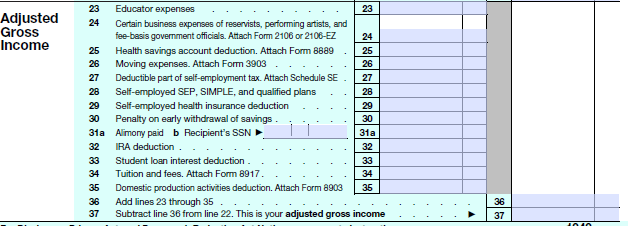 Adjusted
Gross
Income
23 Educator expenses . . . . . . . . . . 23
24 Certain business expenses of reservists, performing artists, and
fee-basis government officials. Attach Form 2106 or 2106-EZ 24
25 Health savings account deduction. Attach Form 8889 . 25
26 Moving expenses. Attach Form 3903 . . . . . . 26
27 Deductible part of self-employment tax. Attach Schedule SE . 27
28 Self-employed SEP, SIMPLE, and qualified plans . . 28
29 Self-employed health insurance deduction . . . . 29
30 Penalty on early withdrawal of savings . . . . . . 30
31a Alimony paid b Recipient's SSN ▶ 31a
32 IRA deduction . . . . . . . . . . . . . 32
33 Student loan interest deduction . . . . . . . . 33
34 Tuition and fees. Attach Form 8917 . . . . . . . 34
35 Domestic production activities deduction. Attach Form 8903 35
36 Add lines 23 through 35 . . . . . . . . . . . . . . . . . . . 36
37 Subtract line 36 from line 22. This is your adjusted gross income . . . . . ▶ 37